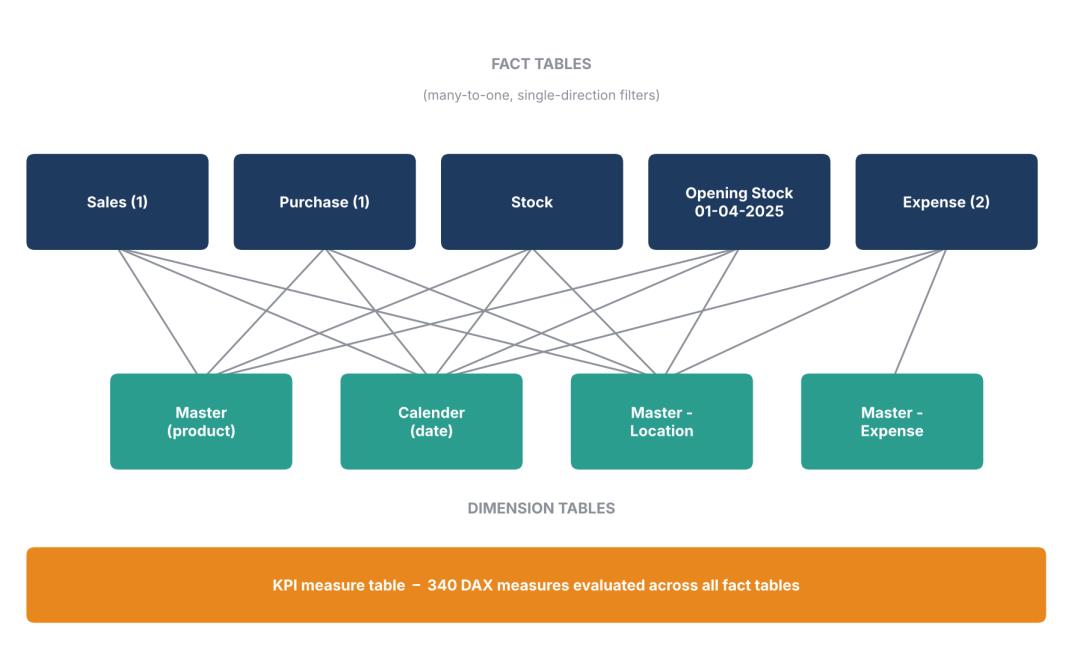 FACT TABLES
(many-to-one, single-direction filters)
Sales (1)
Purchase (1)
Stock
Opening Stock
01-04-2025
Expense (2)
Master
(product)
Calender
(date)
Master -
Location
Master -
Expense
DIMENSION TABLES
KPI measure table – 340 DAX measures evaluated across all fact tables